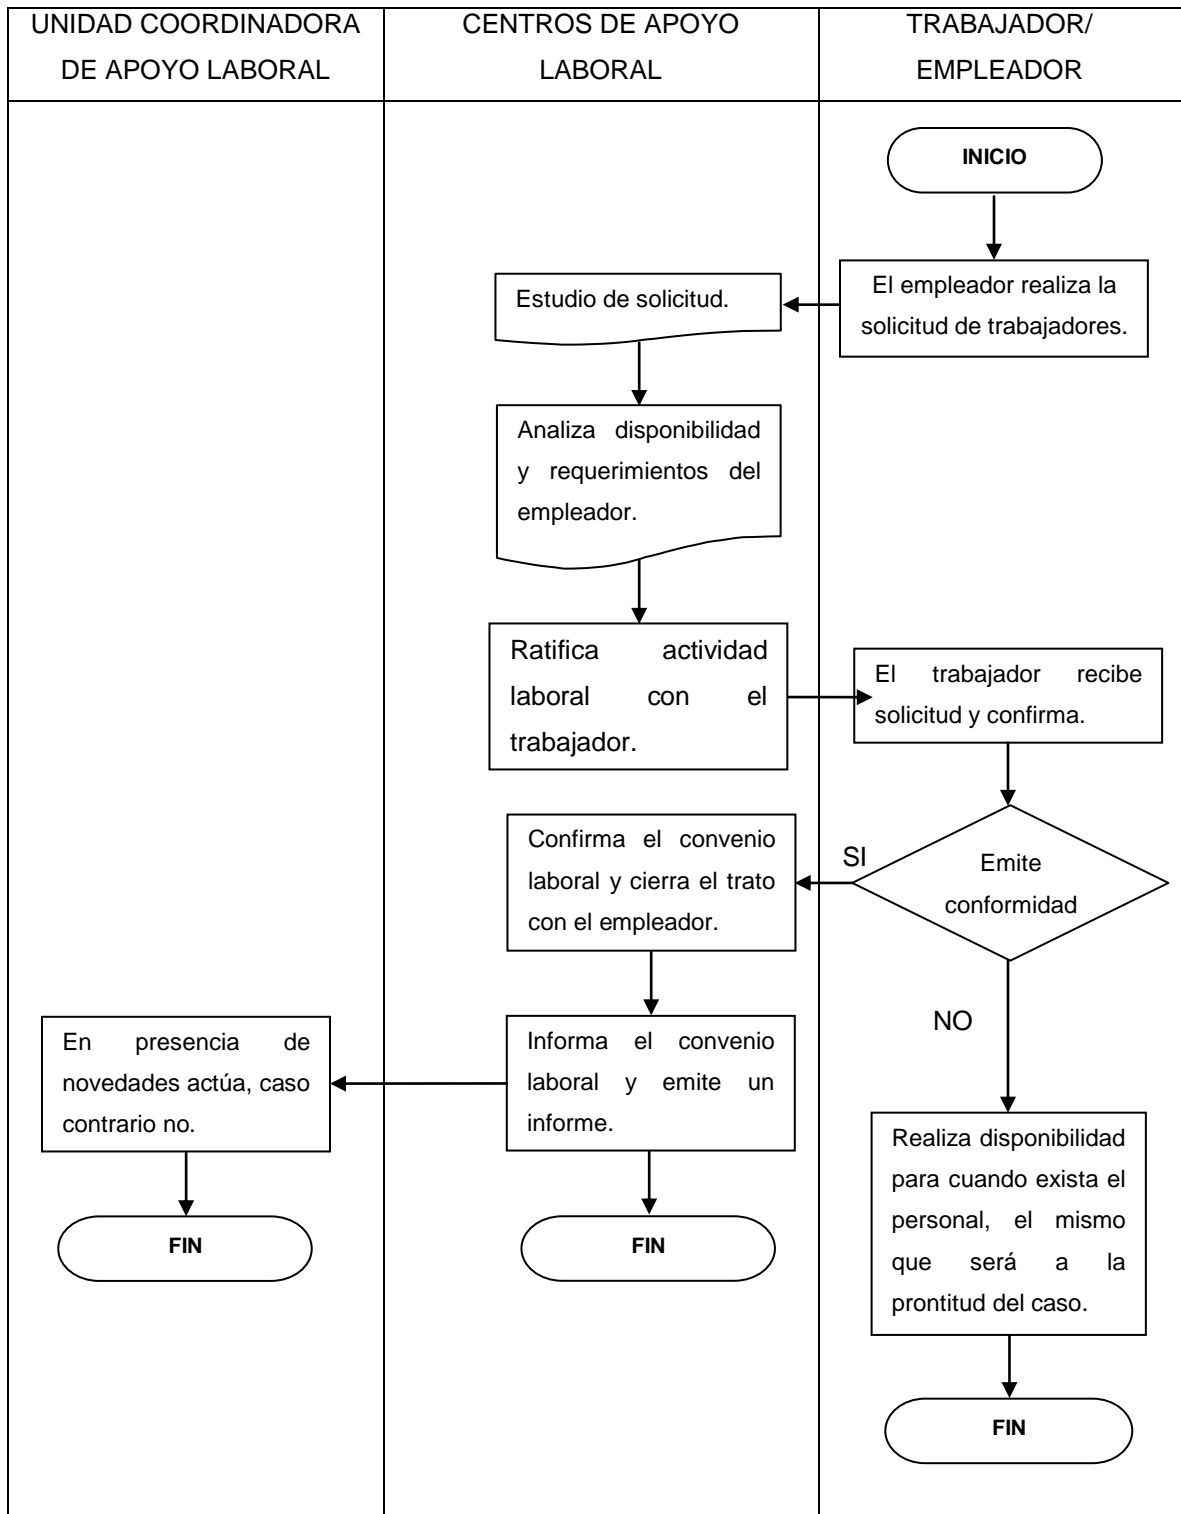 UNIDAD COORDINADORA
DE APOYO LABORAL
CENTROS DE APOYO
LABORAL
TRABAJADOR/
EMPLEADOR
INICIO
El empleador realiza la
solicitud de trabajadores.
Estudio de solicitud.
Analiza disponibilidad
y requerimientos del
empleador.
Ratifica actividad
laboral con el
trabajador.
El trabajador recibe
solicitud y confirma.
Emite
conformidad
SI
Confirma el convenio
laboral y cierra el trato
con el empleador.
NO
Informa el convenio
laboral y emite un
informe.
En presencia de
novedades actúa, caso
contrario no.
Realiza disponibilidad
para cuando exista el
personal, el mismo
que será a la
prontitud del caso.
FIN
FIN
FIN